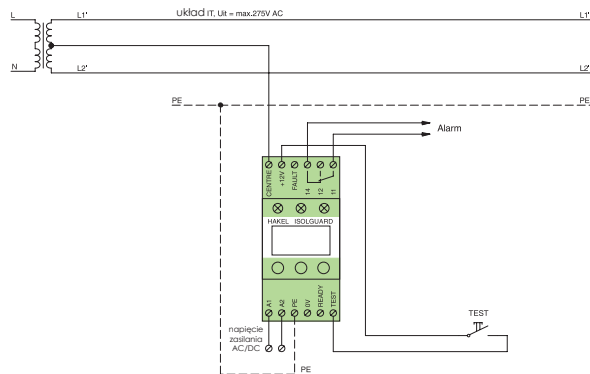 L
L1'
układ IT, Uit = max.275V AC
L1'
N
L2'
L2'
PE
PE
Alarm
CENTRE
+12V
FAULT
14
12
11
HAKEL ISOLGUARD
A1
A2
PE
0V
READY
TEST
TEST
napięcie
zasilania
AC/DC
PE